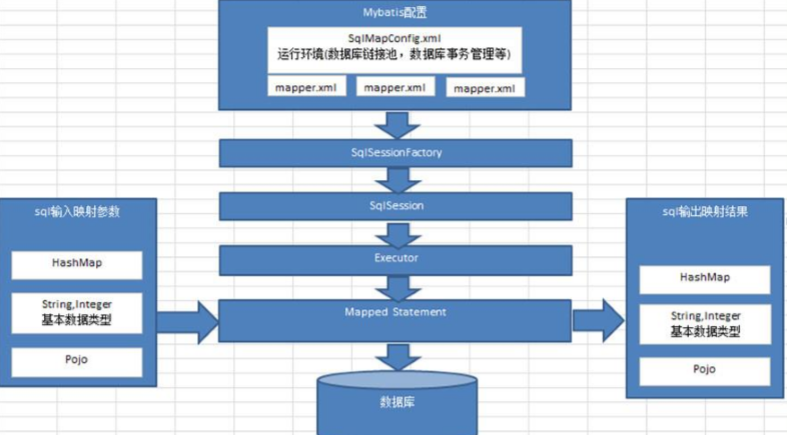 Mybatis配置
SqlMapConfig.xml
运行环境(数据库链接池，数据库事务管理等)
mapper.xml
mapper.xml
mapper.xml
SqlSessionFactory
SqlSession
Executor
Mapped Statement
数据库
sql输入映射参数
HashMap
String,Integer
基本数据类型
Pojo
sql输出映射结果
HashMap
String,Integer
基本数据类型
Pojo